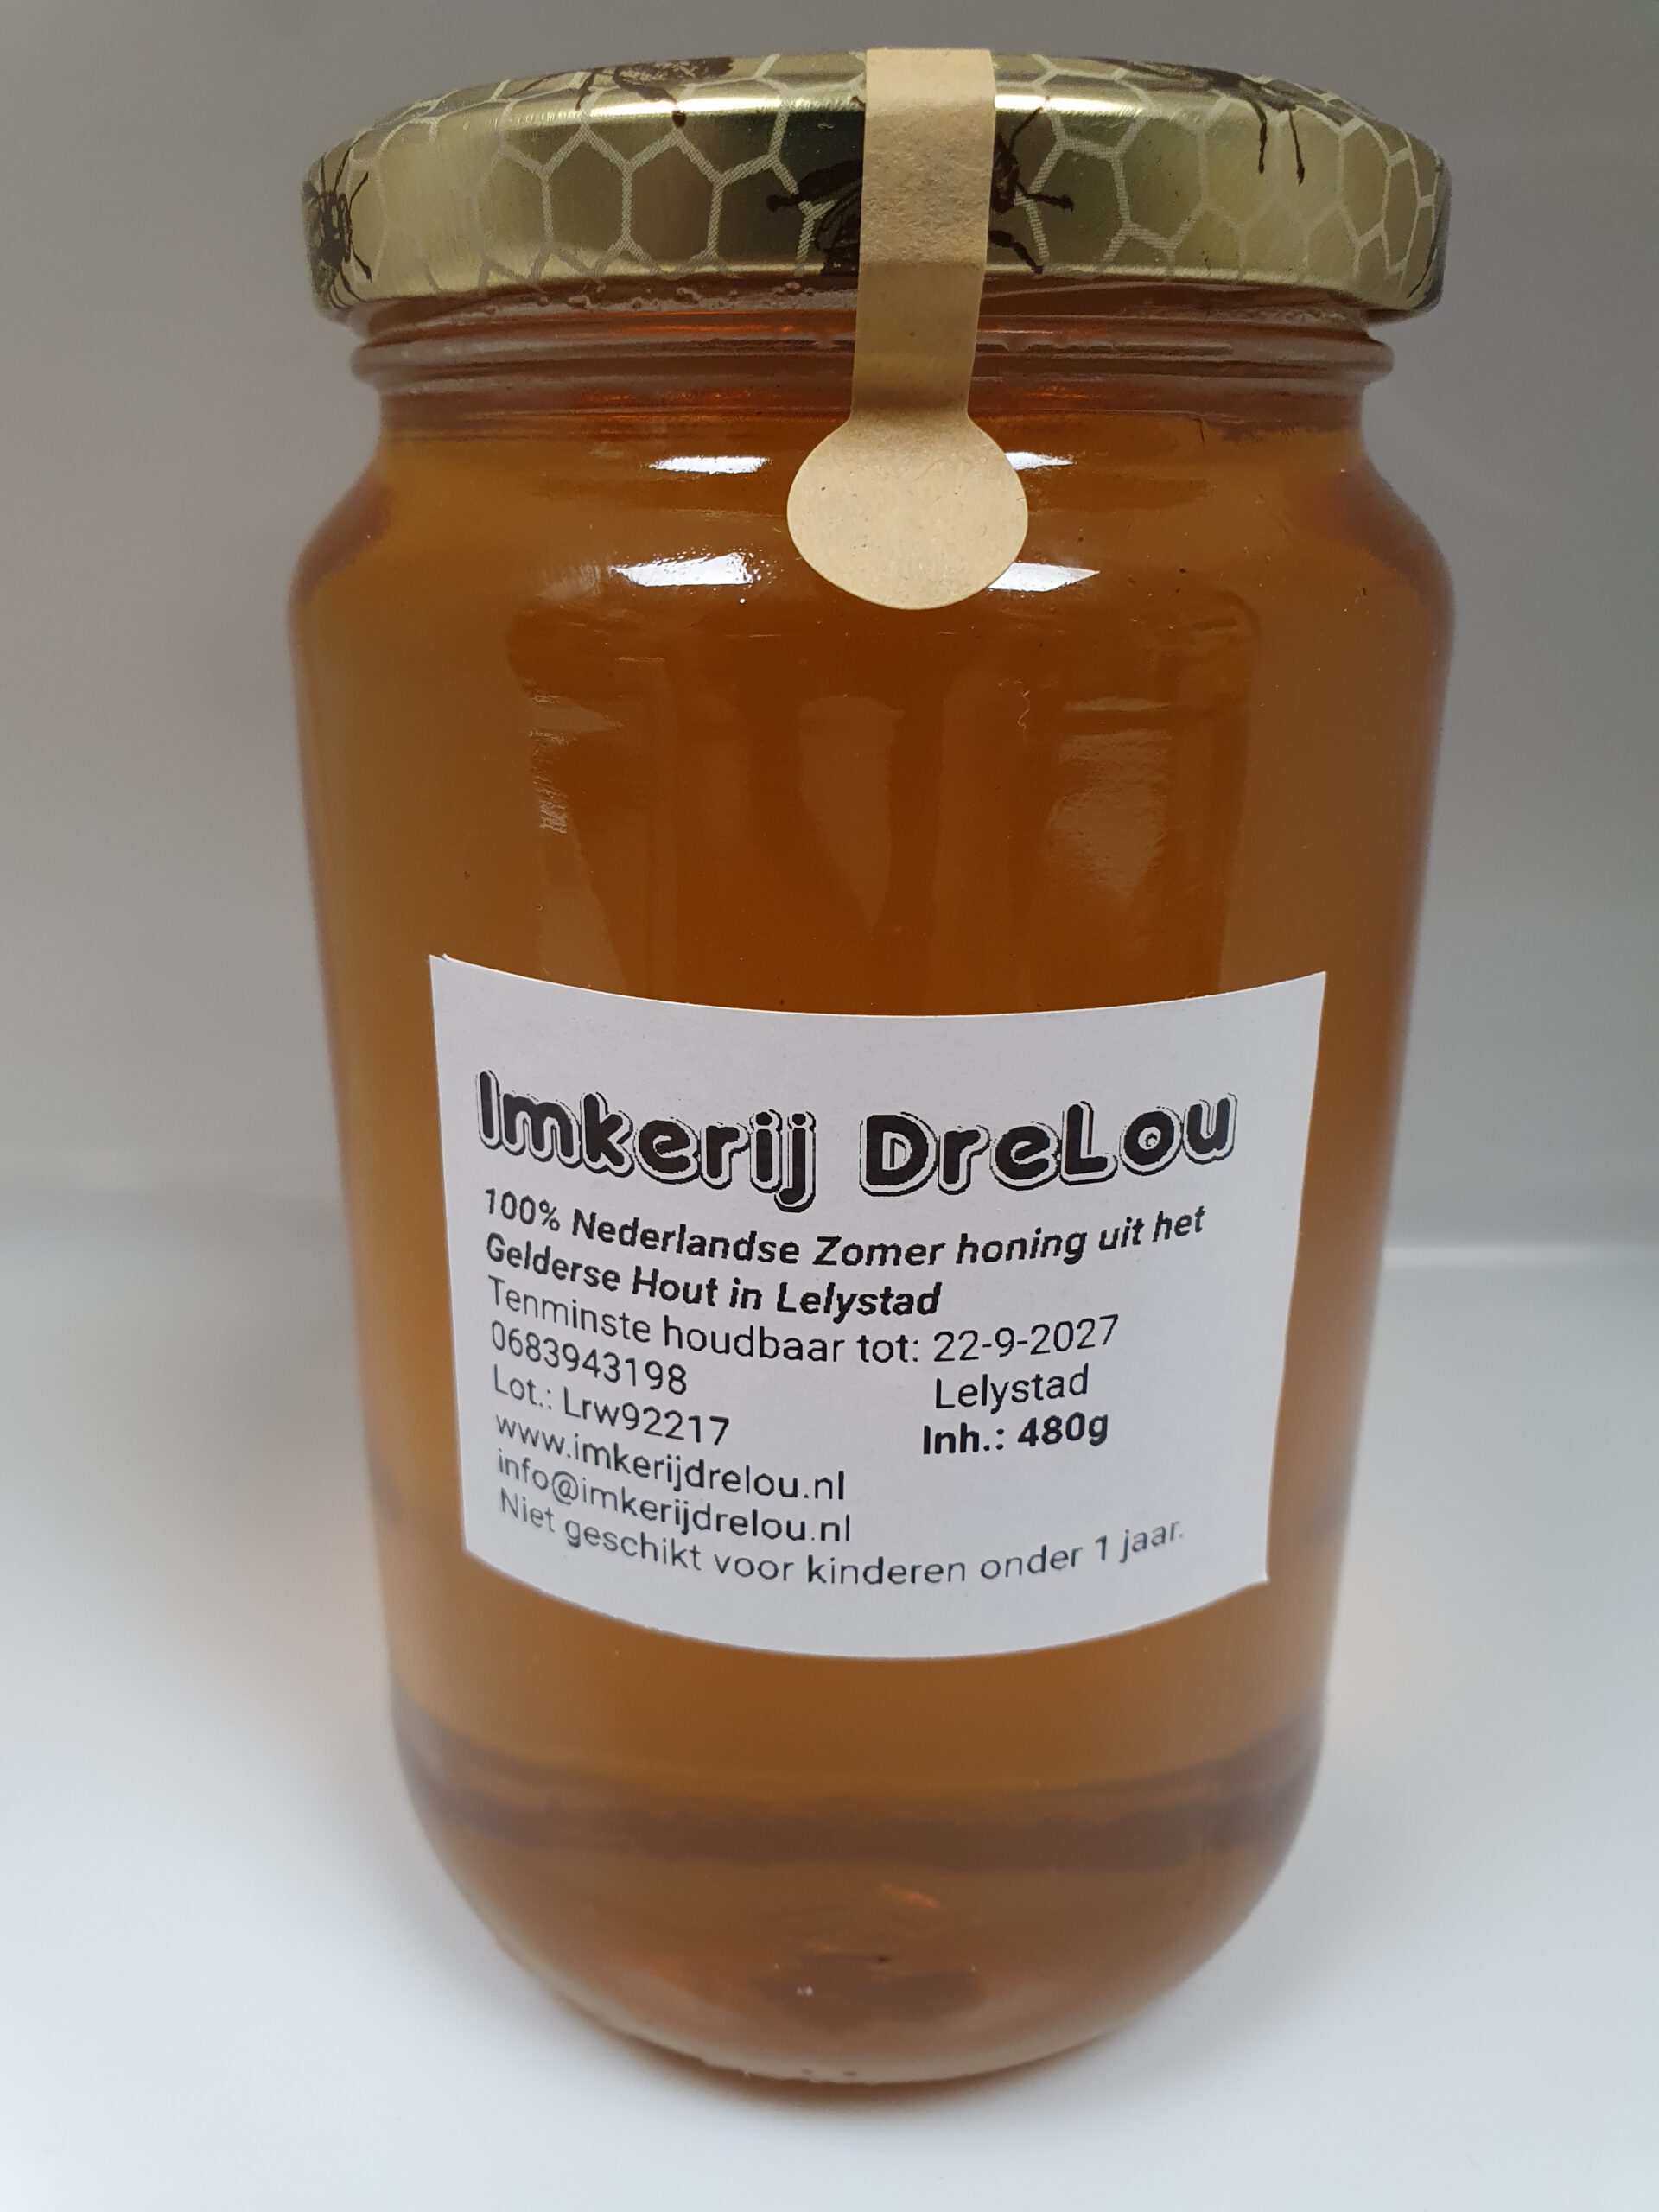 Imkerij DreLou
100% Nederlandse Zomer honing uit het
Gelderse Hout in Lelystad
Tenminste houdbaar tot: 22-9-2027
0683943198 Lelystad
Lot.: Lrw92217 Inh.: 480g
www.imkerijdrelou.nl
info@imkerijdrelou.nl
Niet geschikt voor kinderen onder 1 jaar.